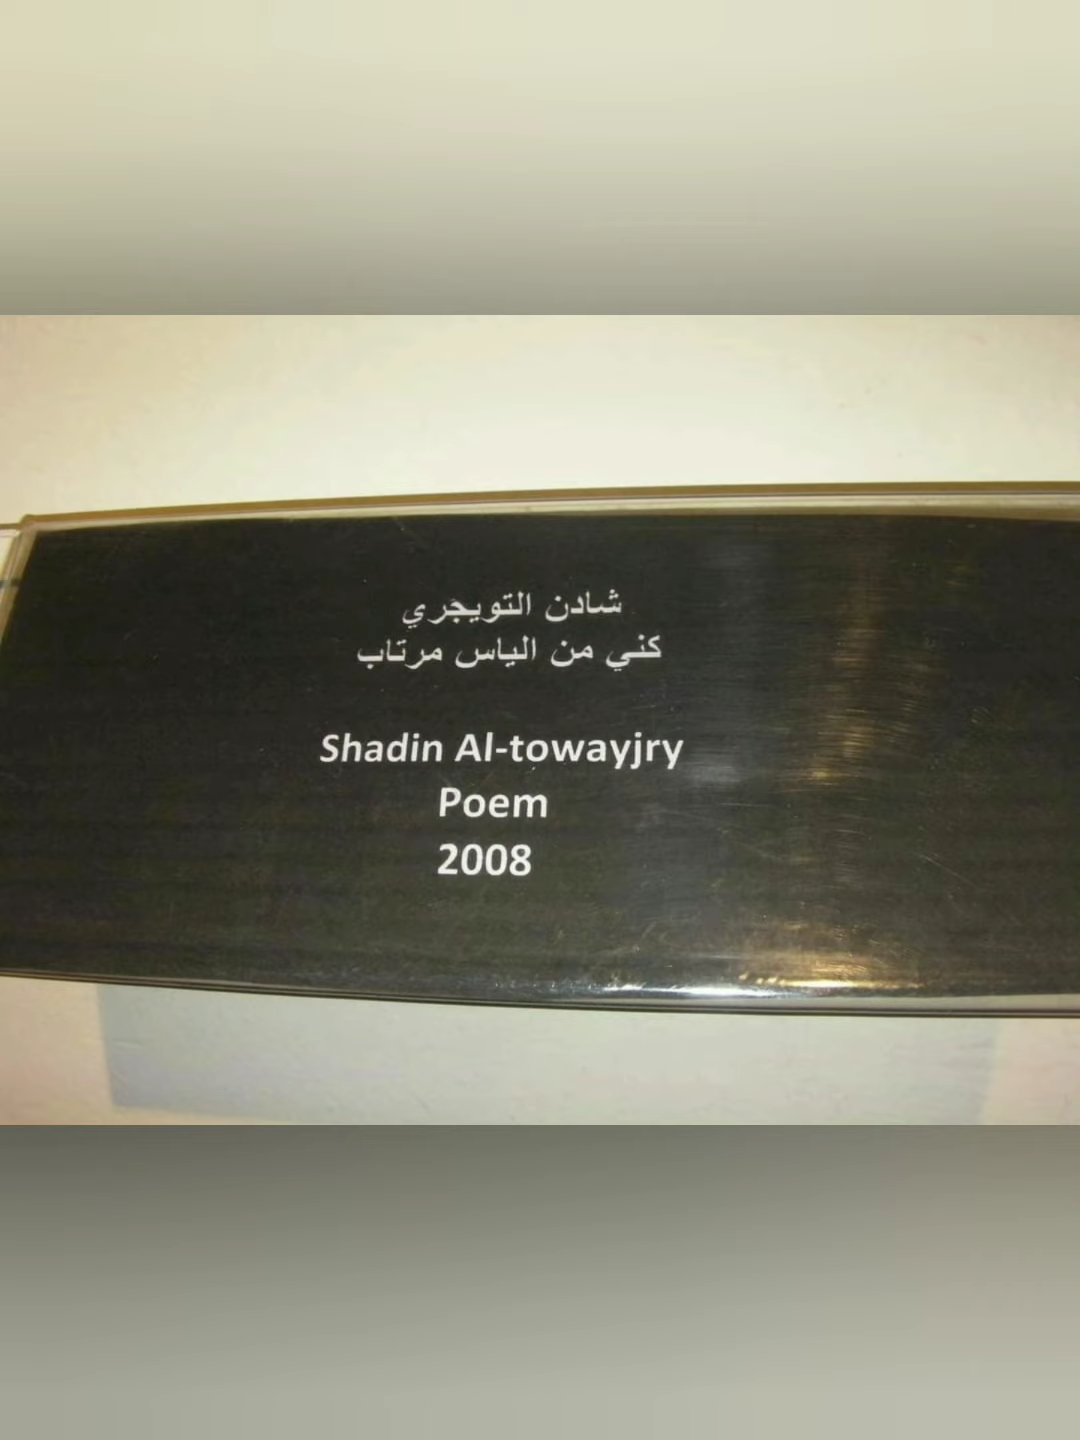 شادن التويجري
كني من الياس مرتاب
Shadin Al-towayjry
Poem
2008